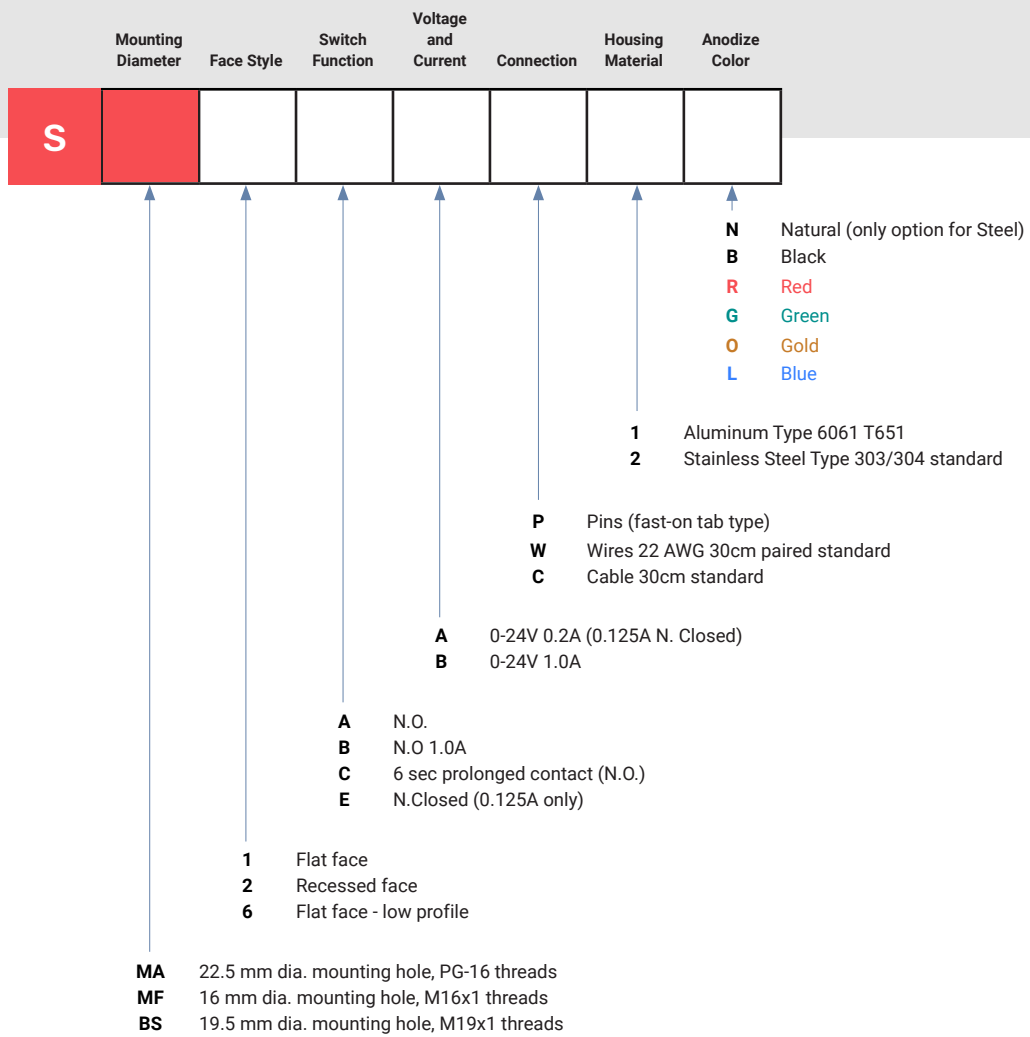 Mounting Diameter
Face Style
Switch Function
Voltage and Current
Connection
Housing Material
Anodize Color
S
N Natural (only option for Steel)
B Black
R Red
G Green
O Gold
L Blue
1 Aluminum Type 6061 T651
2 Stainless Steel Type 303/304 standard
P Pins (fast-on tab type)
W Wires 22 AWG 30cm paired standard
C Cable 30cm standard
A 0-24V 0.2A (0.125A N. Closed)
B 0-24V 1.0A
A N.O.
B N.O 1.0A
C 6 sec prolonged contact (N.O.)
E N.Closed (0.125A only)
1 Flat face
2 Recessed face
6 Flat face - low profile
MA 22.5 mm dia. mounting hole, PG-16 threads
MF 16 mm dia. mounting hole, M16x1 threads
BS 19.5 mm dia. mounting hole, M19x1 threads